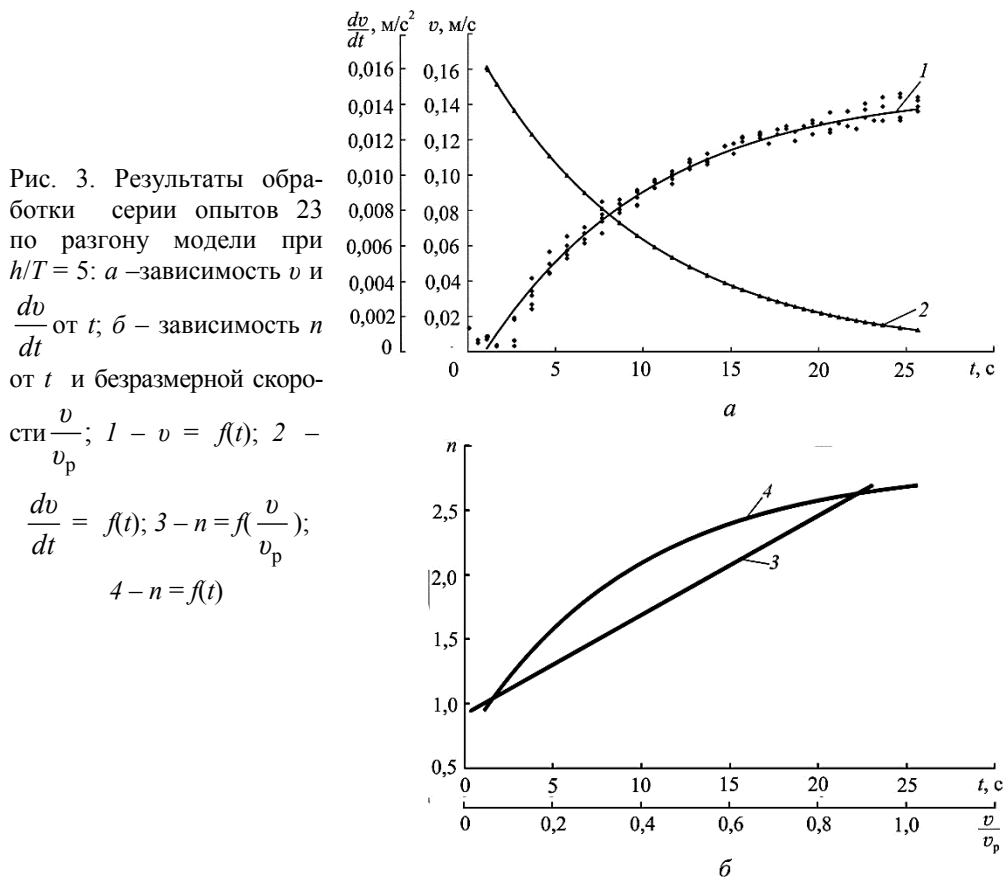 Рис. 3. Результаты обра-
ботки серии опытов 23
по разгону модели при
h/T = 5: а –зависимость υ и
dυ/dt от t; б – зависимость n
от t и безразмерной скоро-
сти υ/υр; 1 – υ = f(t); 2 –
dυ/dt = f(t); 3 – n = f(υ/υр);
4 – n = f(t)
dυ/dt, м/с² υ, м/с
0,016 0,16
0,014 0,14
0,012 0,12
0,010 0,10
0,008 0,08
0,006 0,06
0,004 0,04
0,002 0,02
0
1
2
0 5 10 15 20 25 t, с
а
n
2,5
2,0
1,5
1,0
0,5
4
3
0 5 10 15 20 25 t, с
0 0,2 0,4 0,6 0,8 1,0 υ/υр
б